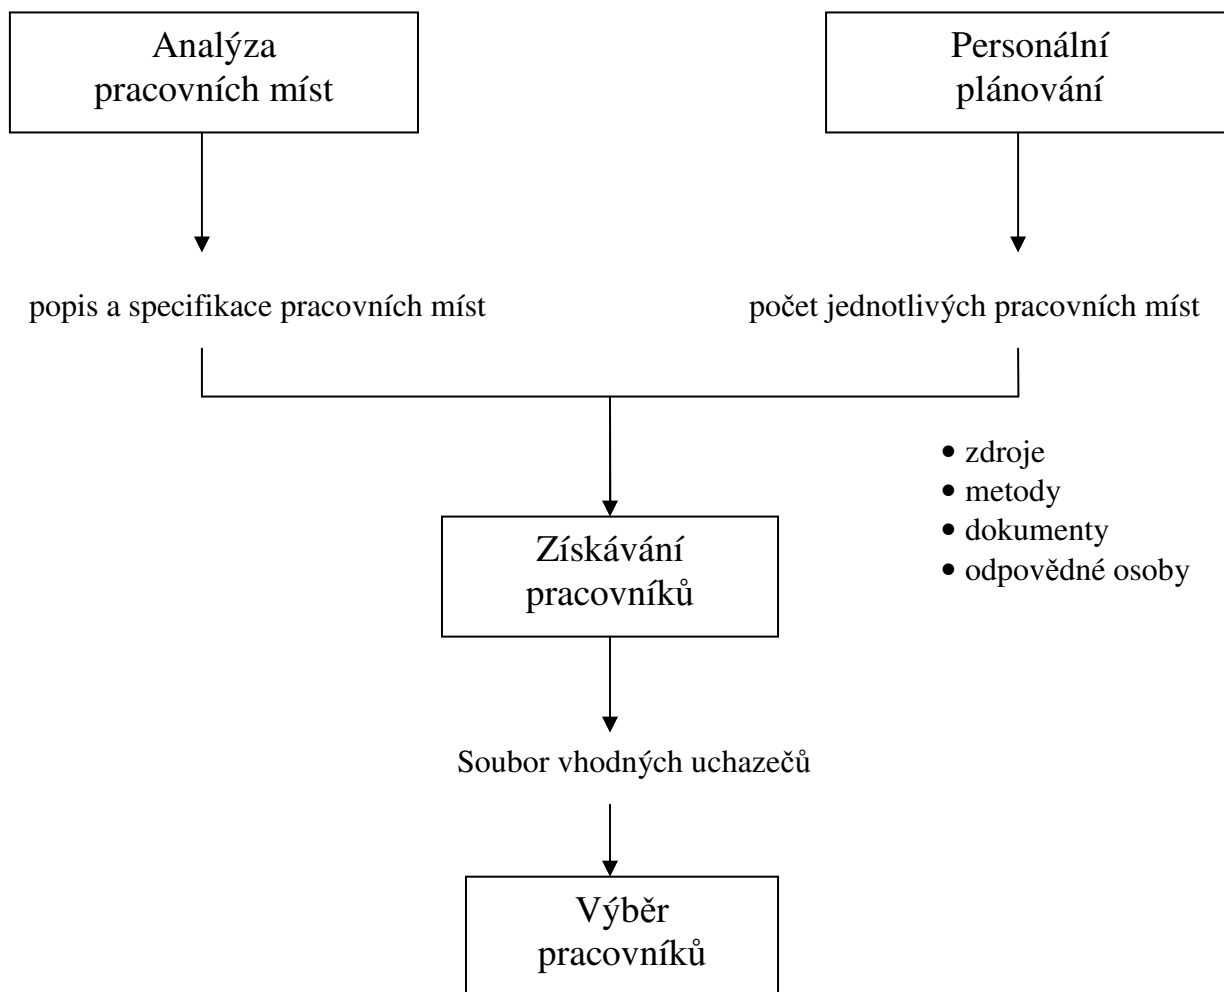 Analýza
pracovních míst
Personální
plánování
popis a specifikace pracovních míst
počet jednotlivých pracovních míst
• zdroje
• metody
• dokumenty
• odpovědné osoby
Získávání
pracovníků
Soubor vhodných uchazečů
Výběr
pracovníků